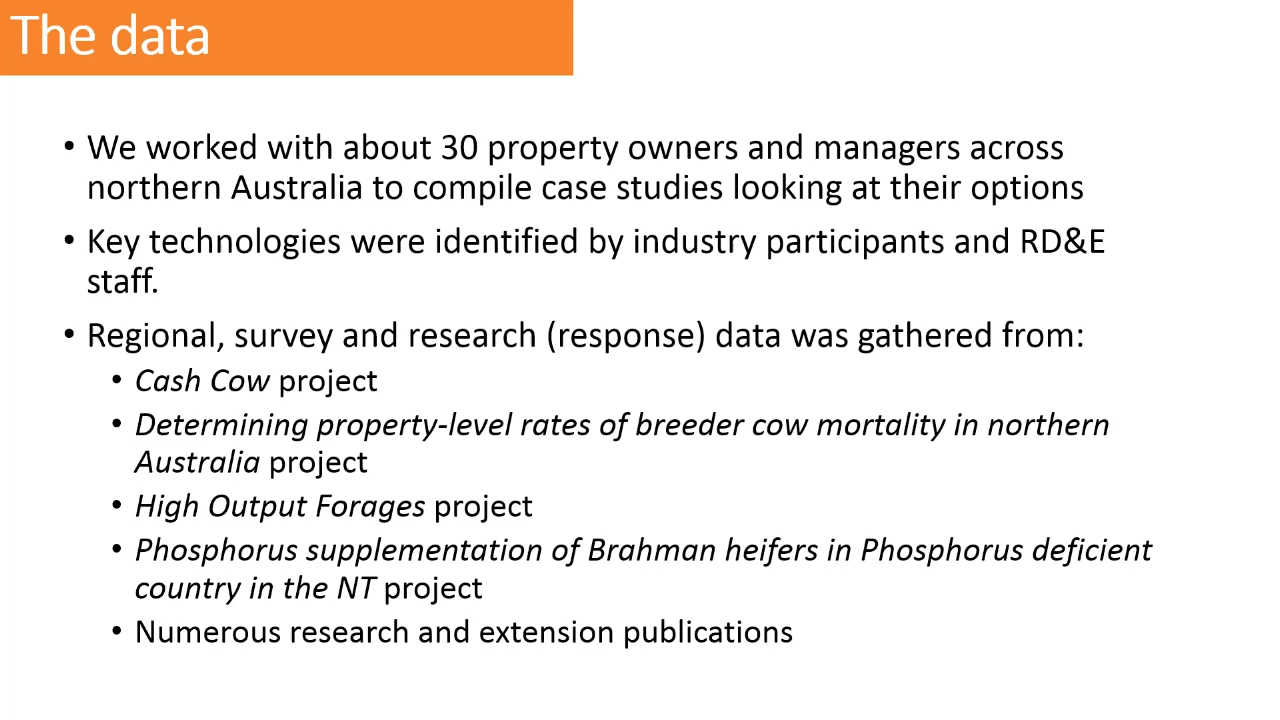 The data
• We worked with about 30 property owners and managers across
northern Australia to compile case studies looking at their options
• Key technologies were identified by industry participants and RD&E
staff.
• Regional, survey and research (response) data was gathered from:
• Cash Cow project
• Determining property-level rates of breeder cow mortality in northern
Australia project
• High Output Forages project
• Phosphorus supplementation of Brahman heifers in Phosphorus deficient
country in the NT project
• Numerous research and extension publications